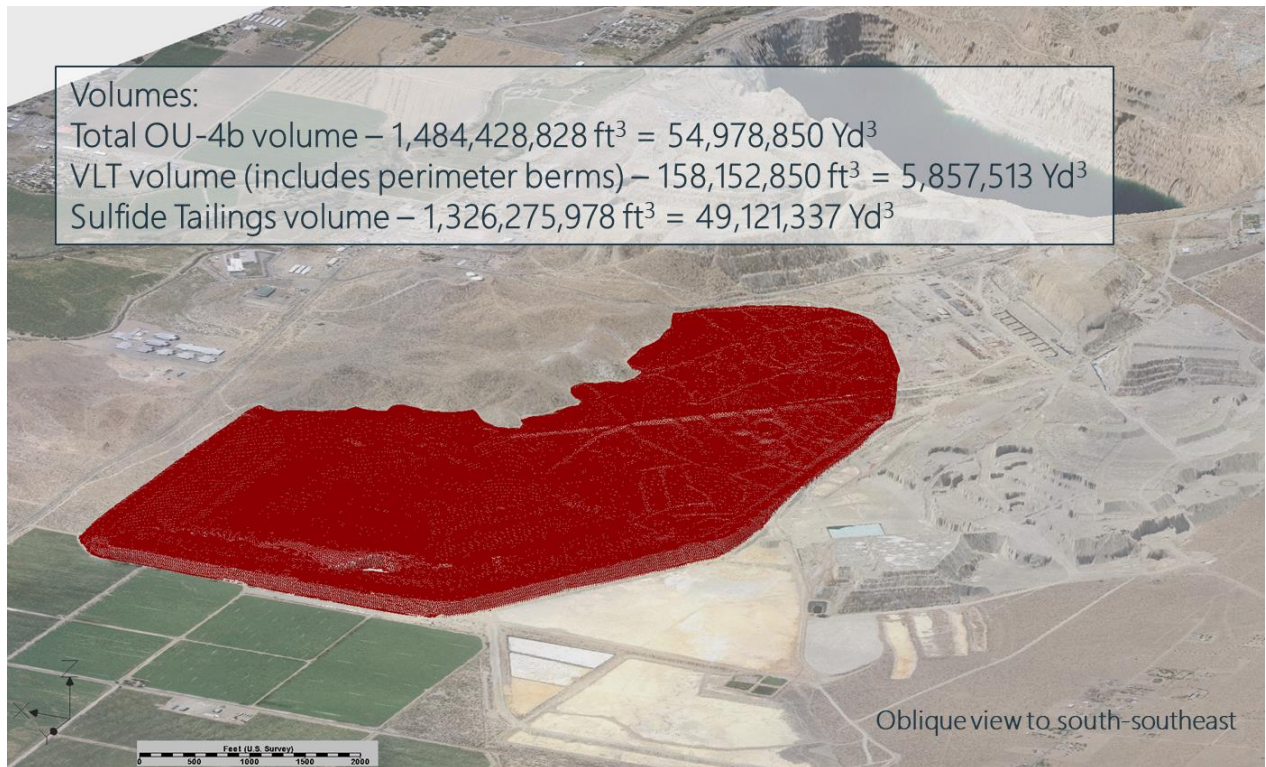 Volumes:
Total OU-4b volume – 1,484,428,828 ft³ = 54,978,850 Yd³
VLT volume (includes perimeter berms) – 158,152,850 ft³ = 5,857,513 Yd³
Sulfide Tailings volume – 1,326,275,978 ft³ = 49,121,337 Yd³
Z
X
Y
Oblique view to south-southeast
Feet (U.S. Survey)
0 500 1000 1500 2000